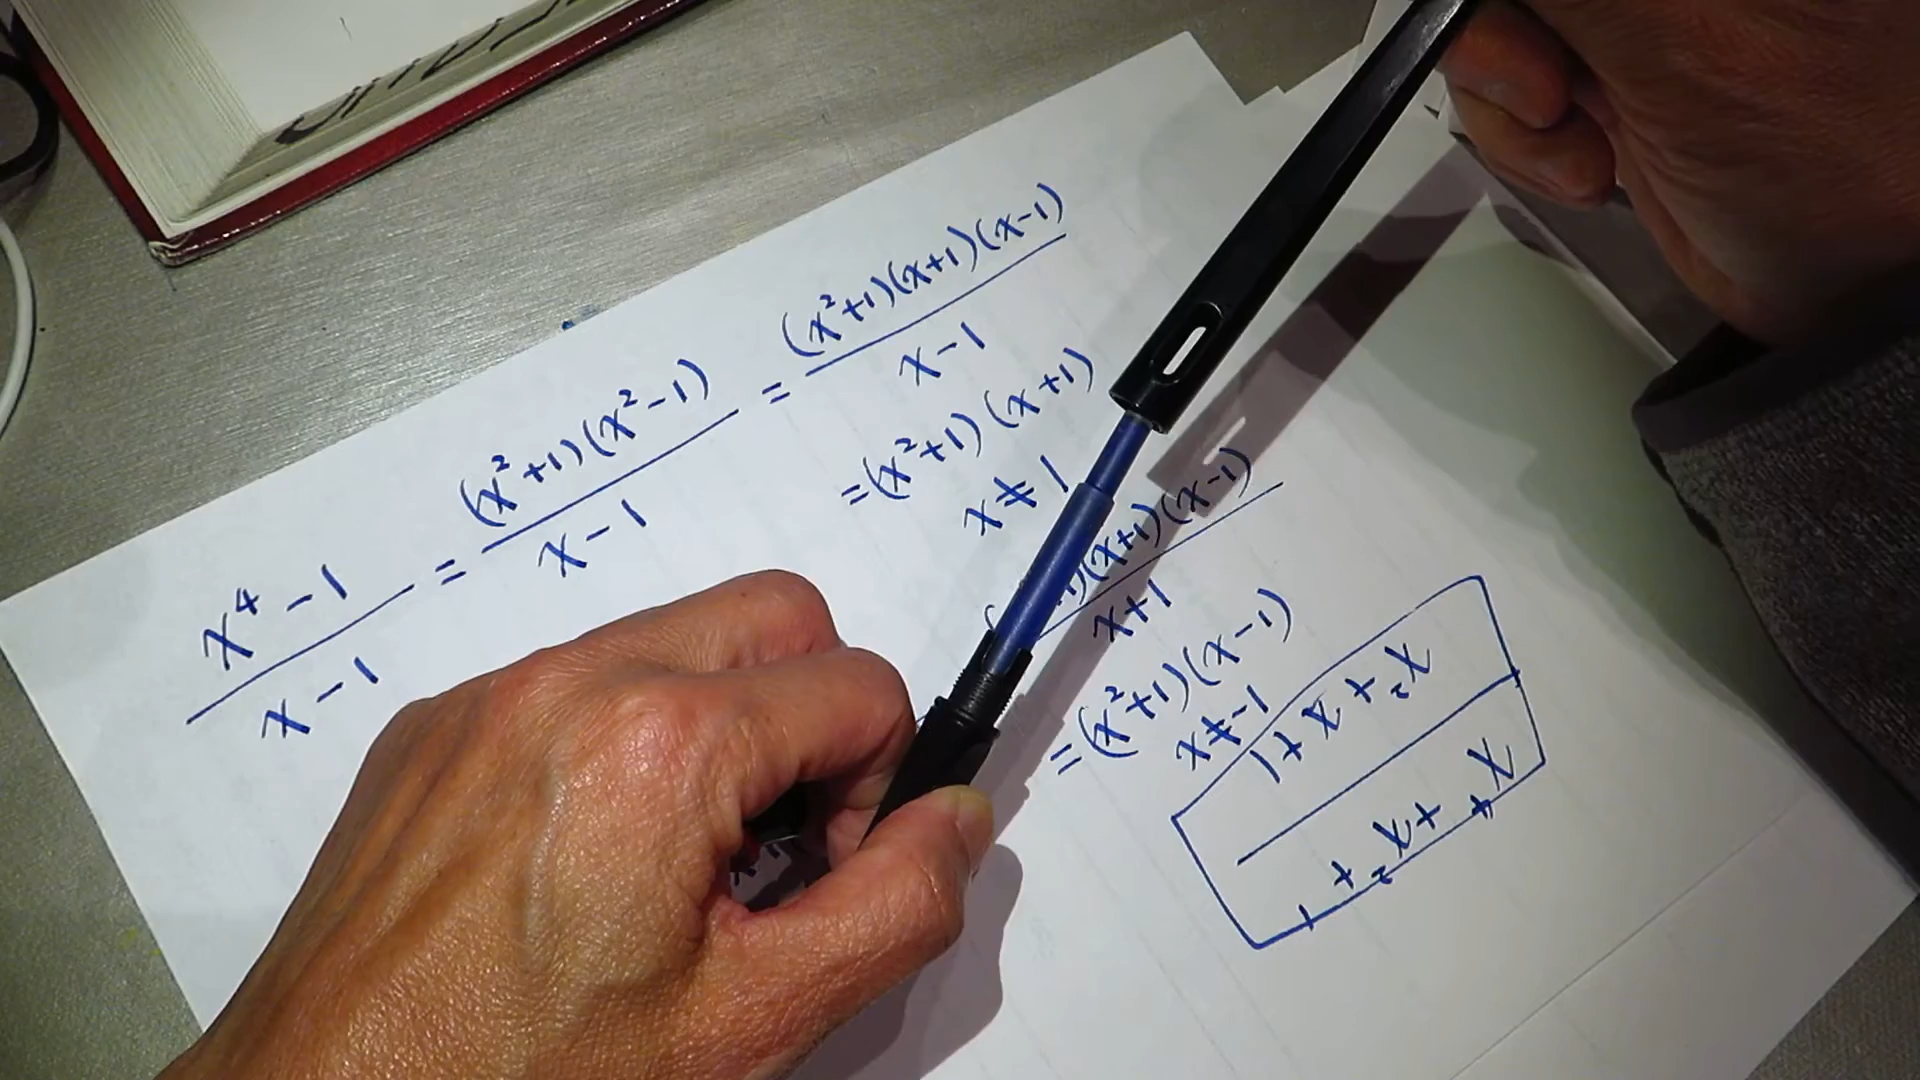 x⁴-1 / x-1 = (x²+1)(x²-1) / x-1 = (x²+1)(x+1)(x-1) / x-1
=(x²+1)(x+1)
x≠1
(x+1)(x-1) / x+1
=(x²+1)(x-1)
x≠-1
x⁴+x²+1 / x²+x+1